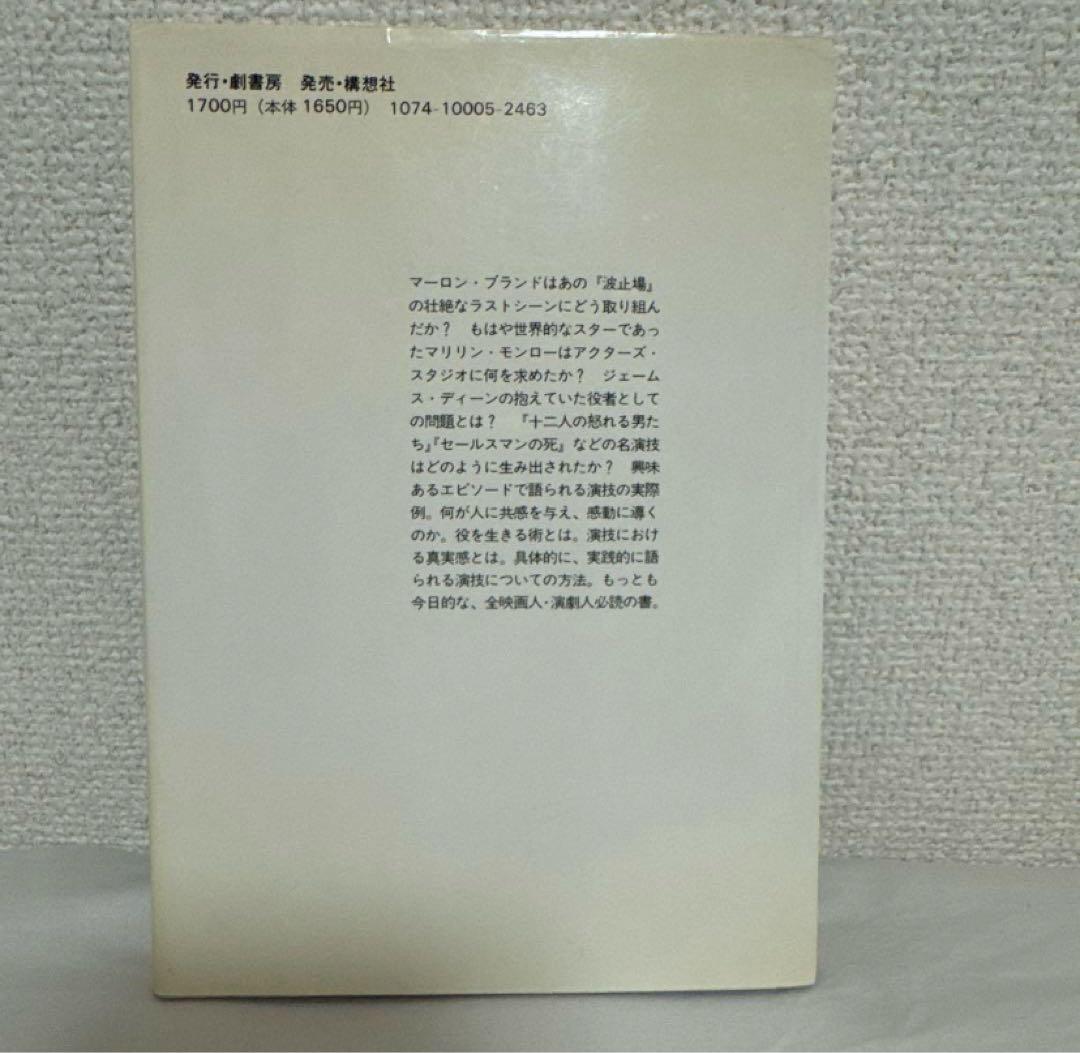 発行・劇書房　発売・構想社
1700円（本体 1650円）　1074-10005-2463
マーロン・ブランドはあの『波止場』
の壮絶なラストシーンにどう取り組ん
だか？　もはや世界的なスターであっ
たマリリン・モンローはアクターズ・
スタジオに何を求めたか？　ジェーム
ス・ディーンの抱えていた役者として
の問題とは？　『十二人の怒れる男た
ち』『セールスマンの死』などの名演技
はどのように生み出されたか？　興味
あるエピソードで語られる演技の実際
例。何が人に共感を与え、感動に導く
のか。役を生きる術とは。演技におけ
る真実感とは。具体的に、実践的に語
られる演技についての方法。もっとも
今日的な、全映画人・演劇人必読の書。